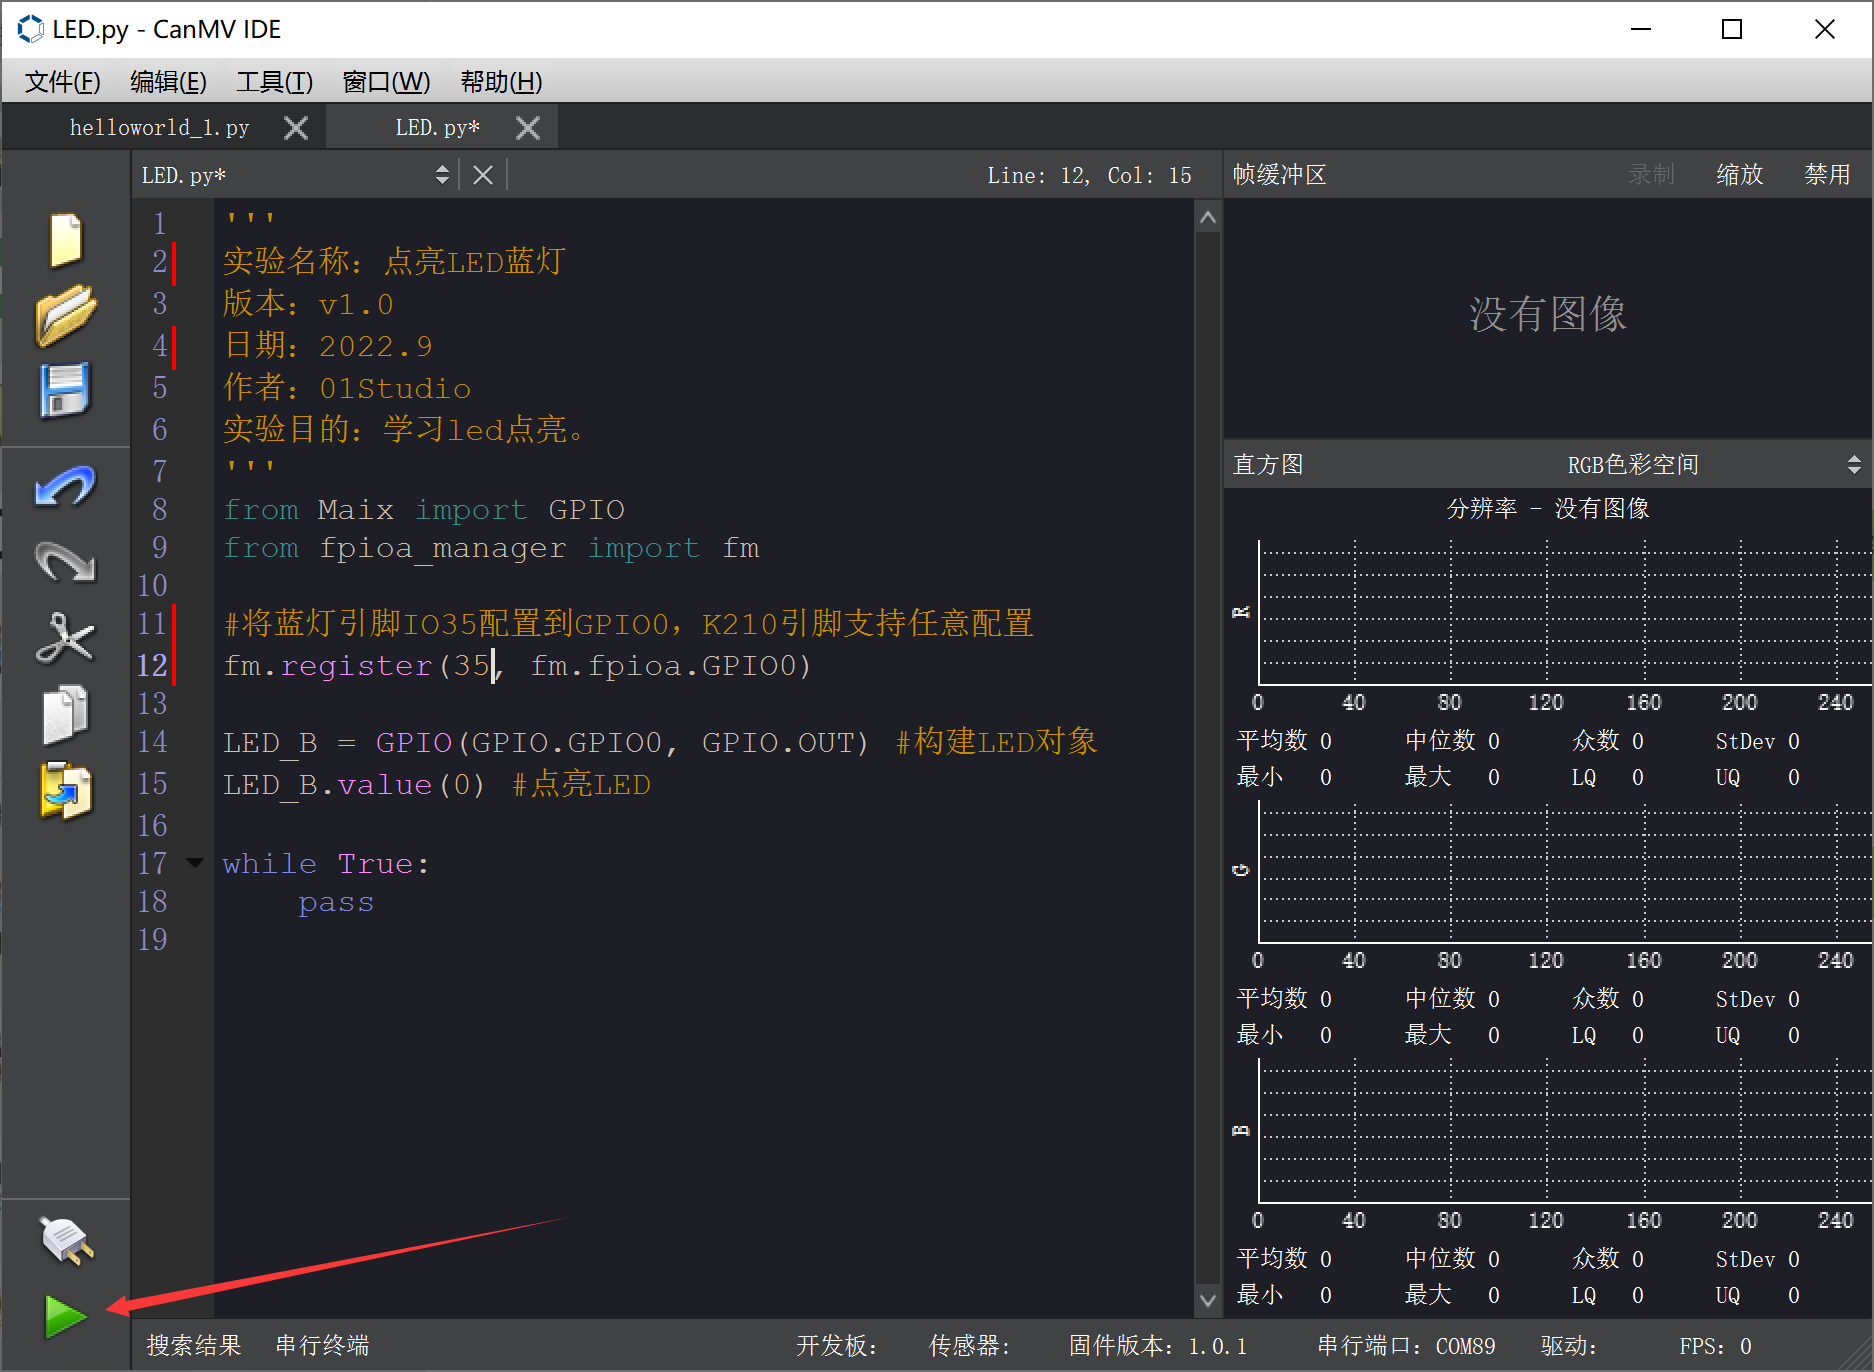 LED.py - CanMV IDE
文件(F) 编辑(E) 工具(T) 窗口(W) 帮助(H)
helloworld_1.py LED.py*
LED.py* Line: 12, Col: 15
1 '''
2 实验名称：点亮LED蓝灯
3 版本：v1.0
4 日期：2022.9
5 作者：01Studio
6 实验目的：学习led点亮。
7 '''
8 from Maix import GPIO
9 from fpioa_manager import fm
10
11 #将蓝灯引脚IO35配置到GPIO0，K210引脚支持任意配置
12 fm.register(35, fm.fpioa.GPIO0)
13
14 LED_B = GPIO(GPIO.GPIO0, GPIO.OUT) #构建LED对象
15 LED_B.value(0) #点亮LED
16
17 while True:
18     pass
19
帧缓冲区 录制 缩放 禁用
没有图像
直方图 RGB色彩空间
分辨率 - 没有图像
R
0 40 80 120 160 200 240
平均数 0 中位数 0 众数 0 StDev 0
最小 0 最大 0 LQ 0 UQ 0
G
0 40 80 120 160 200 240
平均数 0 中位数 0 众数 0 StDev 0
最小 0 最大 0 LQ 0 UQ 0
B
0 40 80 120 160 200 240
平均数 0 中位数 0 众数 0 StDev 0
最小 0 最大 0 LQ 0 UQ 0
搜索结果 串行终端 开发板： 传感器： 固件版本：1.0.1 串行端口：COM89 驱动： FPS：0